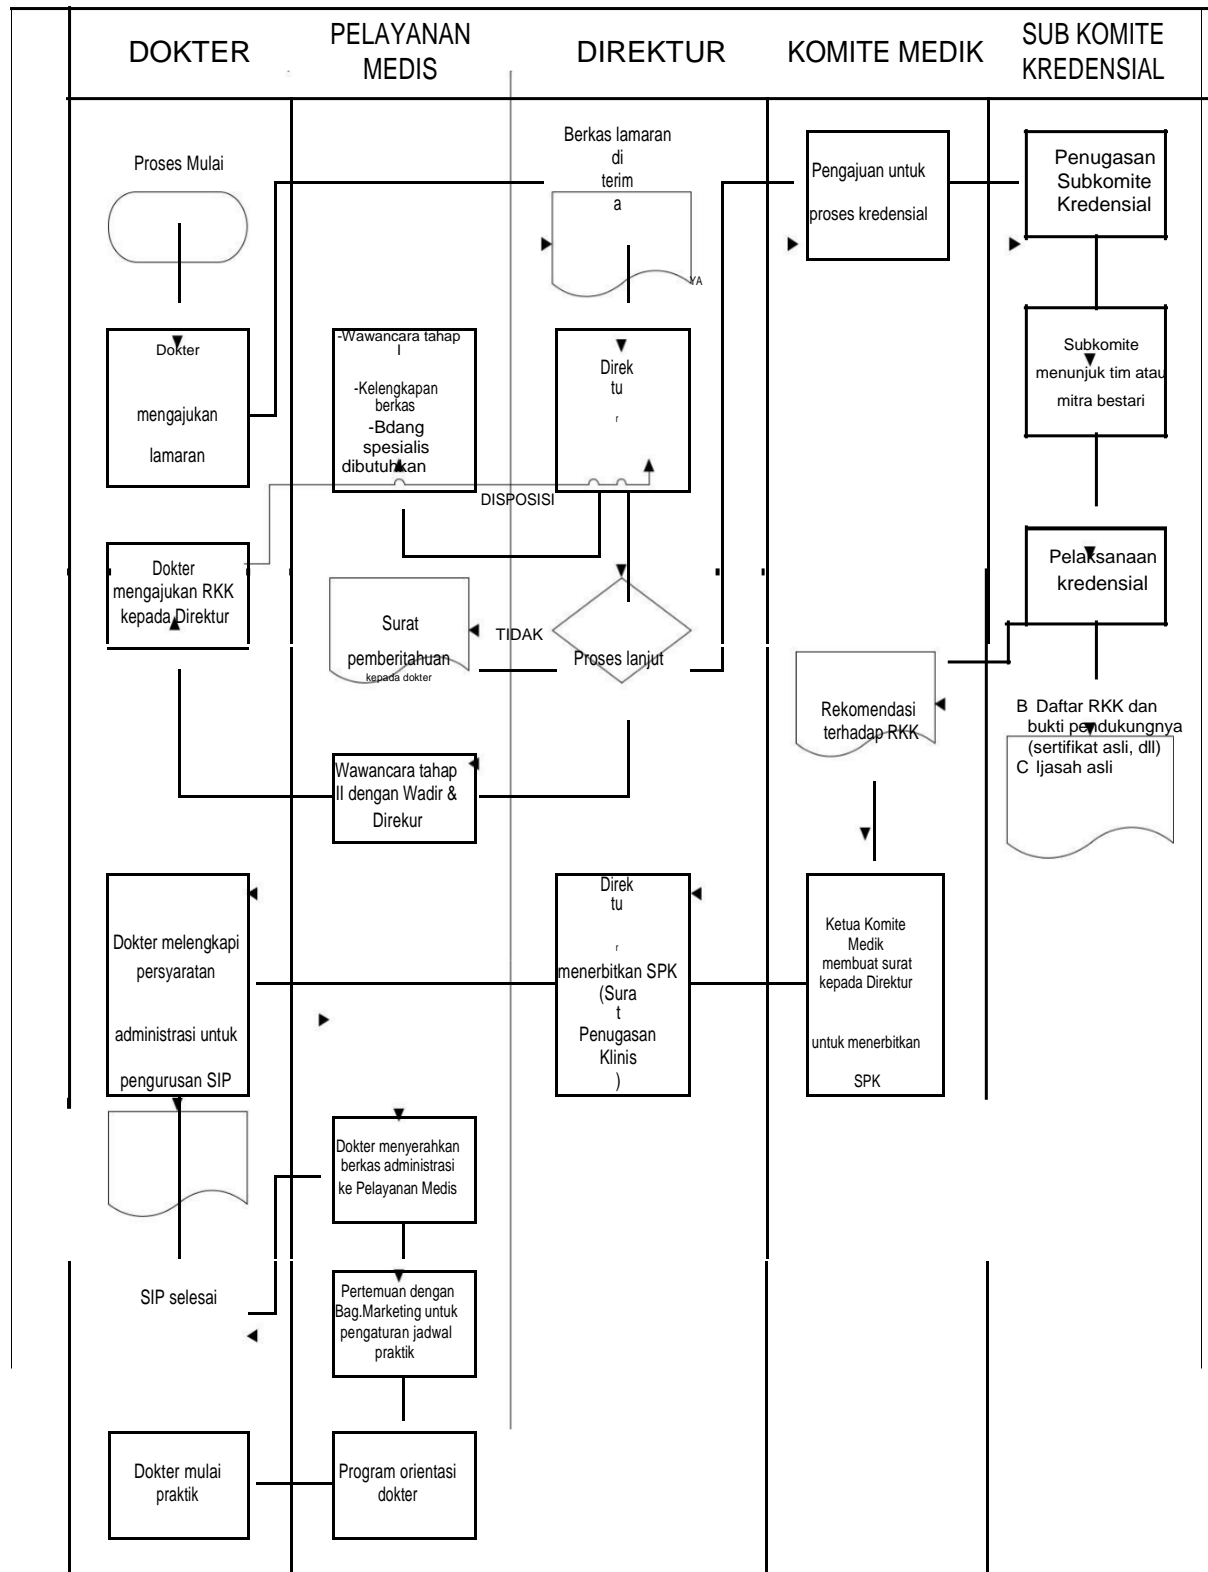 DOKTER
PELAYANAN
MEDIS
DIREKTUR
KOMITE MEDIK
SUB KOMITE
KREDENSIAL
Proses Mulai
Berkas lamaran
di
terim
a
YA
Pengajuan untuk
proses kredensial
Penugasan
Subkomite
Kredensial
Dokter
mengajukan
lamaran
-Wawancara tahap
I
-Kelengkapan
berkas
-Bdang
spesialis
dibutuhkan
Direk
tu
r
Subkomite
menunjuk tim atau
mitra bestari
DISPOSISI
Dokter
mengajukan RKK
kepada Direktur
Surat
pemberitahuan
kepada dokter
TIDAK
Proses lanjut
Pelaksanaan
kredensial
Rekomendasi
terhadap RKK
B Daftar RKK dan
bukti pendukungnya
(sertifikat asli, dll)
C Ijasah asli
Wawancara tahap
II dengan Wadir &
Direkur
Dokter melengkapi
persyaratan
administrasi untuk
pengurusan SIP
Direk
tu
r
menerbitkan SPK
(Sura
t
Penugasan
Klinis
)
Ketua Komite
Medik
membuat surat
kepada Direktur
untuk menerbitkan
SPK
Dokter menyerahkan
berkas administrasi
ke Pelayanan Medis
SIP selesai
Pertemuan dengan
Bag.Marketing untuk
pengaturan jadwal
praktik
Dokter mulai
praktik
Program orientasi
dokter